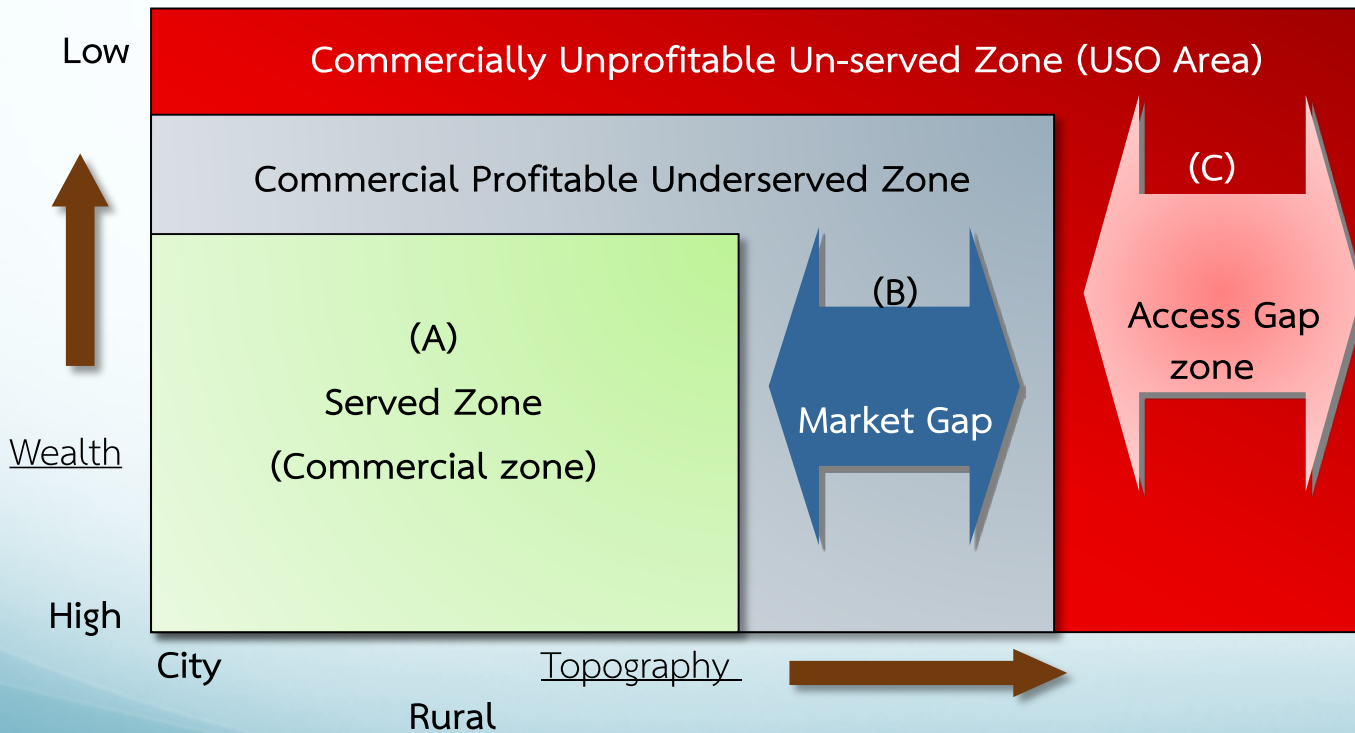 Low
Commercially Unprofitable Un-served Zone (USO Area)
Commercial Profitable Underserved Zone
(C)
(B)
Access Gap
zone
(A)
Served Zone
(Commercial zone)
Market Gap
Wealth
High
City
Topography
Rural